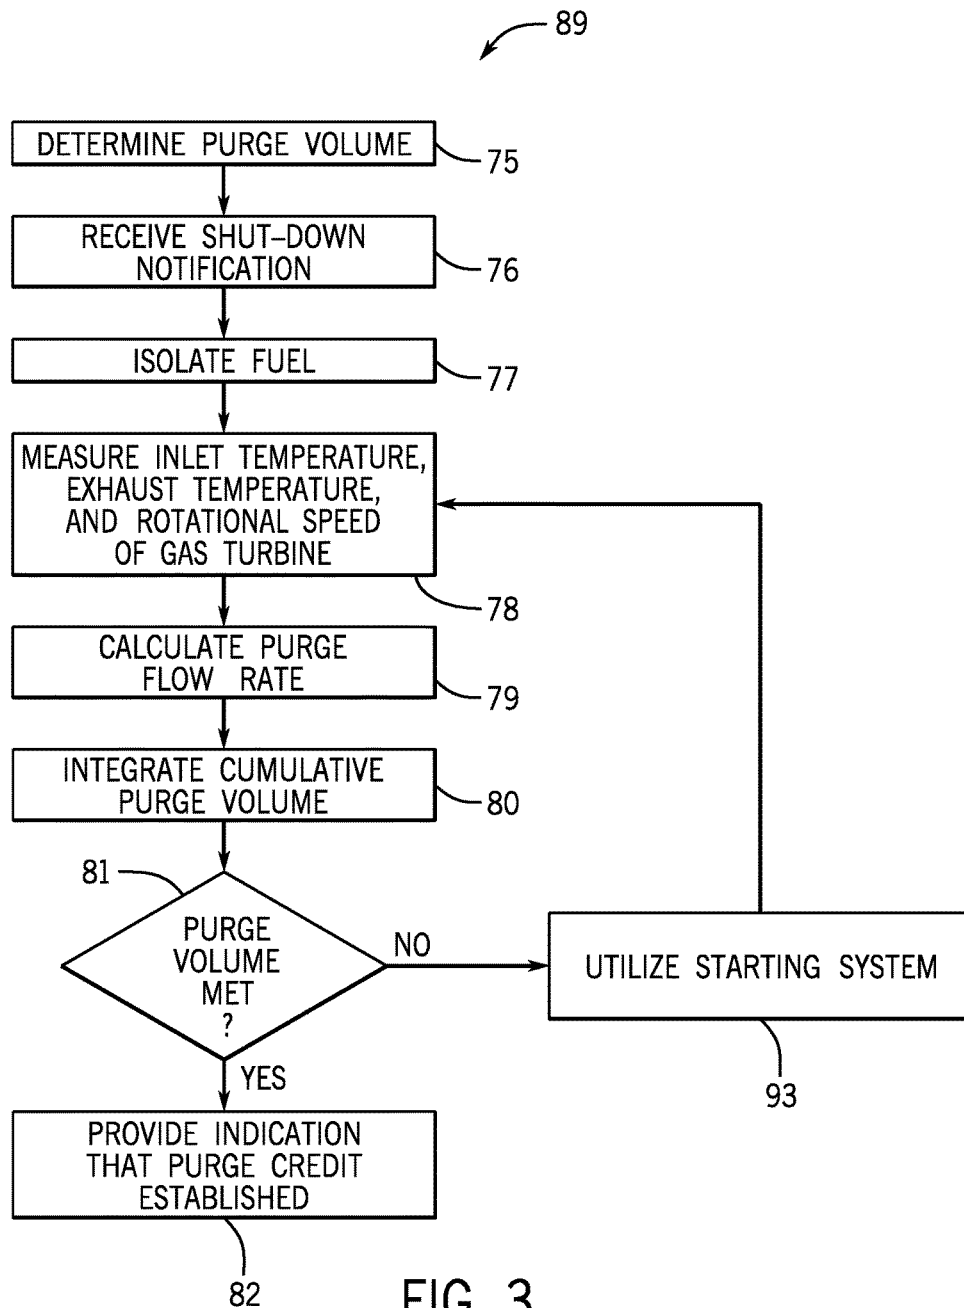 89
DETERMINE PURGE VOLUME
75
RECEIVE SHUT-DOWN
NOTIFICATION
76
ISOLATE FUEL
77
MEASURE INLET TEMPERATURE,
EXHAUST TEMPERATURE,
AND ROTATIONAL SPEED
OF GAS TURBINE
78
CALCULATE PURGE
FLOW RATE
79
INTEGRATE CUMULATIVE
PURGE VOLUME
80
81
PURGE
VOLUME
MET
?
NO
UTILIZE STARTING SYSTEM
93
YES
PROVIDE INDICATION
THAT PURGE CREDIT
ESTABLISHED
82
FIG. 3